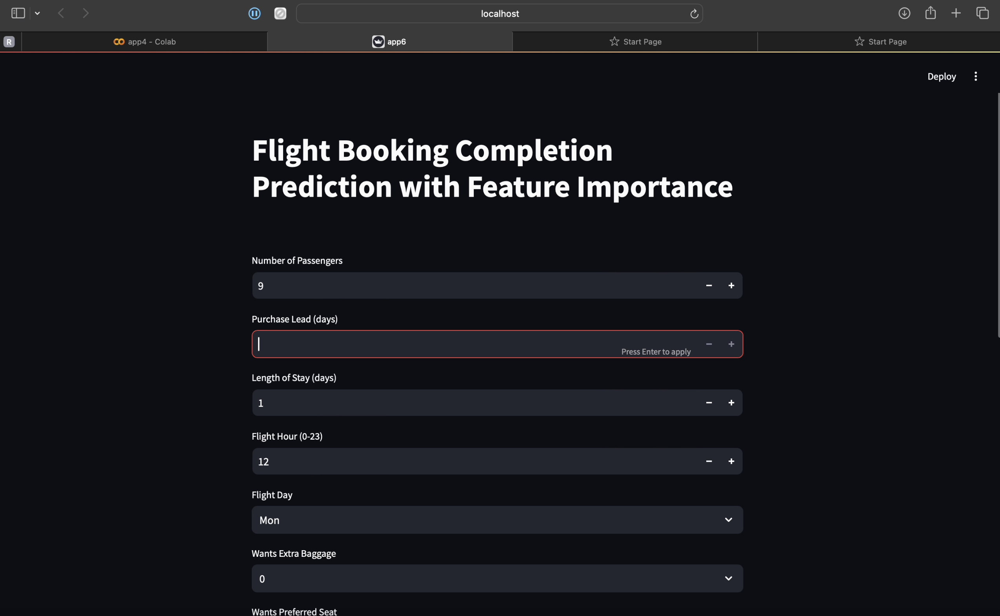 localhost
R
app4 - Colab
app6
Start Page
Start Page
Deploy
Flight Booking Completion
Prediction with Feature Importance
Number of Passengers
9
Purchase Lead (days)
Press Enter to apply
Length of Stay (days)
1
Flight Hour (0-23)
12
Flight Day
Mon
Wants Extra Baggage
0
Wants Preferred Seat